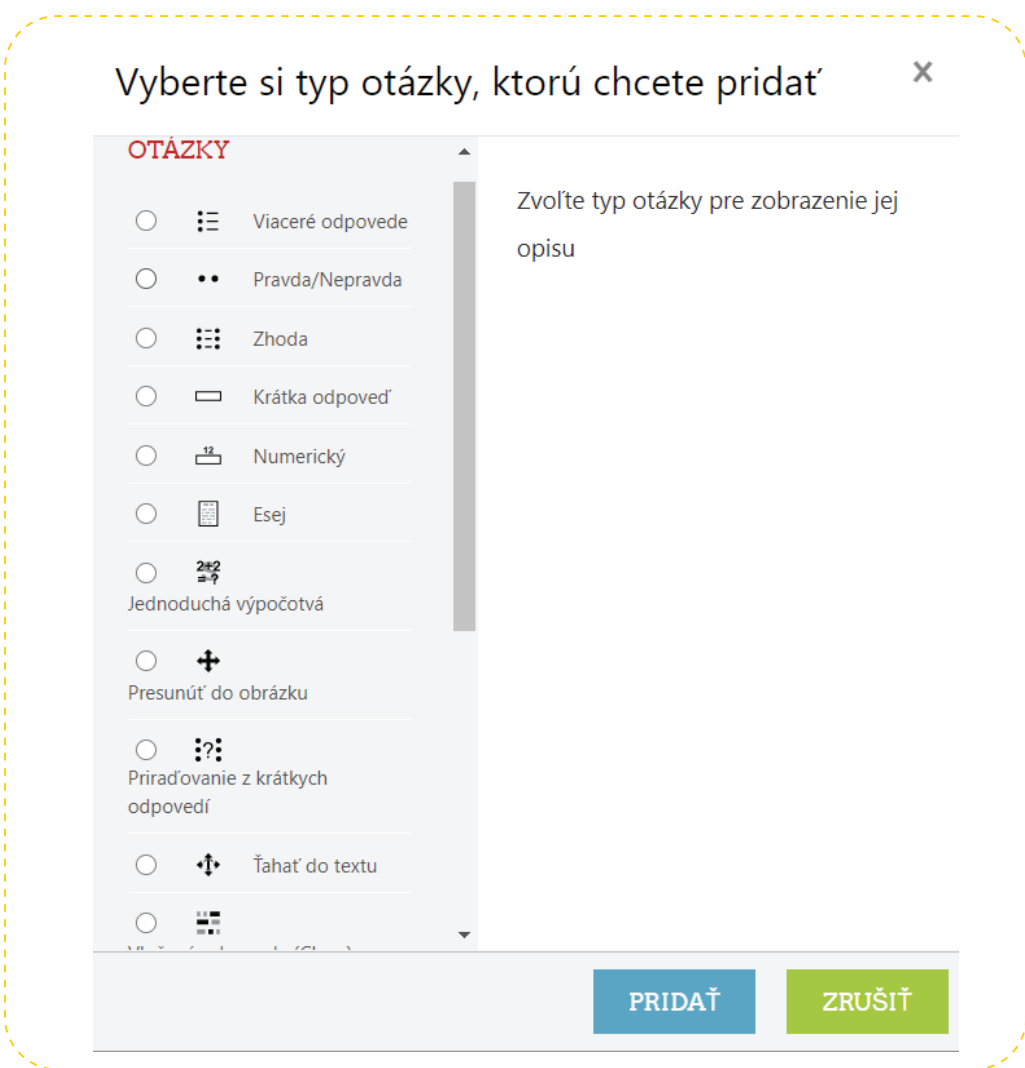 Vyberte si typ otázky, ktorú chcete pridať
×
OTÁZKY
Viaceré odpovede
Pravda/Nepravda
Zhoda
Krátka odpoveď
12
Numerický
Esej
2+2
=?
Jednoduchá výpočotvá
Presunúť do obrázku
?
Priraďovanie z krátkych
odpovedí
Ťahať do textu
Zvoľte typ otázky pre zobrazenie jej
opisu
PRIDAŤ
ZRUŠIŤ